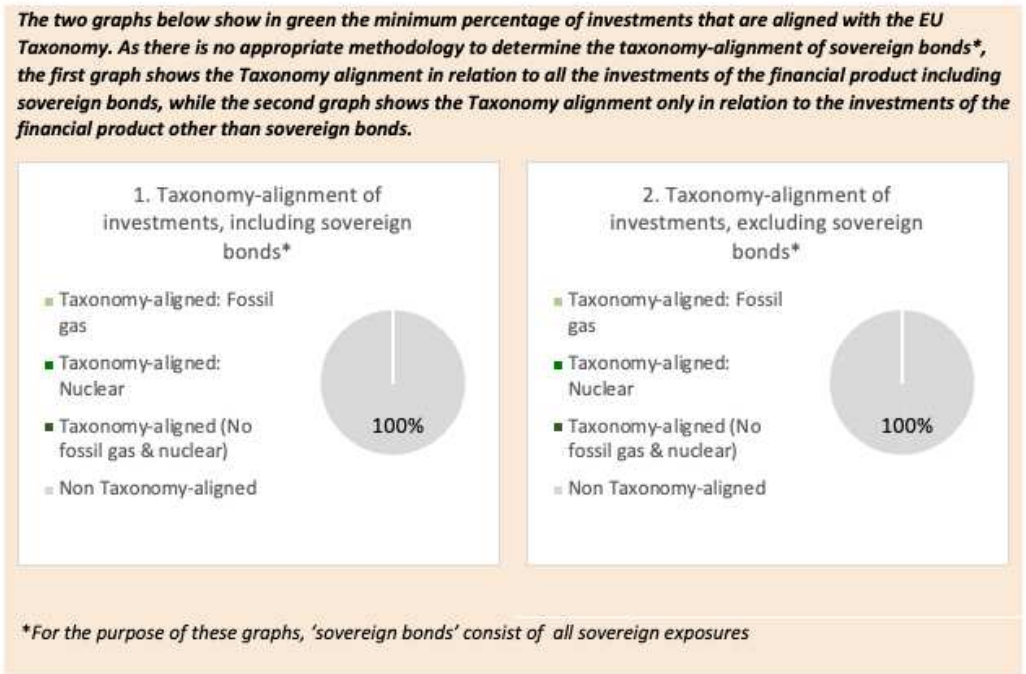 The two graphs below show in green the minimum percentage of investments that are aligned with the EU
Taxonomy. As there is no appropriate methodology to determine the taxonomy-alignment of sovereign bonds*,
the first graph shows the Taxonomy alignment in relation to all the investments of the financial product including
sovereign bonds, while the second graph shows the Taxonomy alignment only in relation to the investments of the
financial product other than sovereign bonds.
1. Taxonomy-alignment of
investments, including sovereign
bonds*
Taxonomy-aligned: Fossil
gas
Taxonomy-aligned:
Nuclear
Taxonomy-aligned (No
fossil gas & nuclear)
Non Taxonomy-aligned
100%
2. Taxonomy-alignment of
investments, excluding sovereign
bonds*
Taxonomy-aligned: Fossil
gas
Taxonomy-aligned:
Nuclear
Taxonomy-aligned (No
fossil gas & nuclear)
Non Taxonomy-aligned
100%
*For the purpose of these graphs, ‘sovereign bonds’ consist of all sovereign exposures